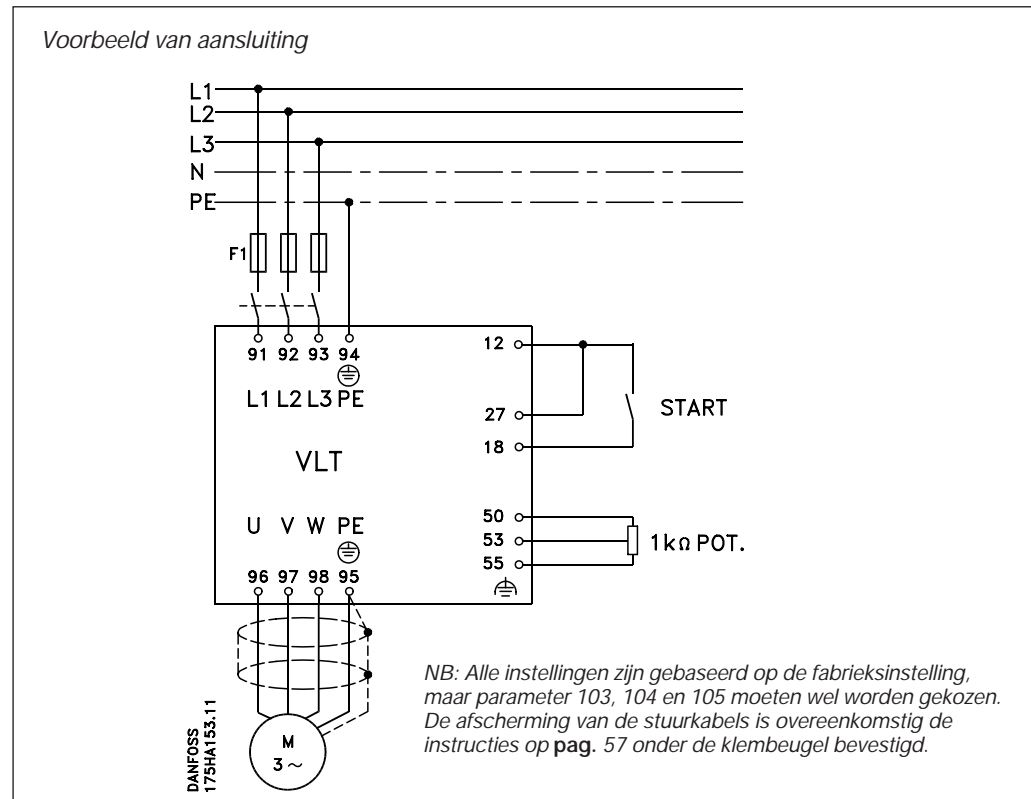 Voorbeeld van aansluiting
L1
L2
L3
N
PE
F1
91 92 93 94
L1 L2 L3 PE
12
27
18
START
VLT
U V W PE
50
53
55
1kΩ POT.
96 97 98 95
M
3 ~
DANFOSS
175HA153.11
NB: Alle instellingen zijn gebaseerd op de fabrieksinstelling,
maar parameter 103, 104 en 105 moeten wel worden gekozen.
De afscherming van de stuurkabels is overeenkomstig de
instructies op pag. 57 onder de klembeugel bevestigd.